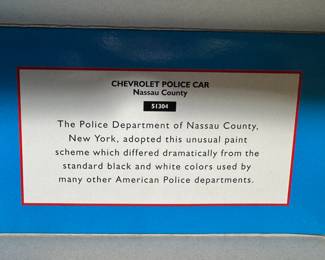 CHEVROLET POLICE CAR
Nassau County
51304
The Police Department of Nassau County,
New York, adopted this unusual paint
scheme which differed dramatically from the
standard black and white colors used by
many other American Police departments.